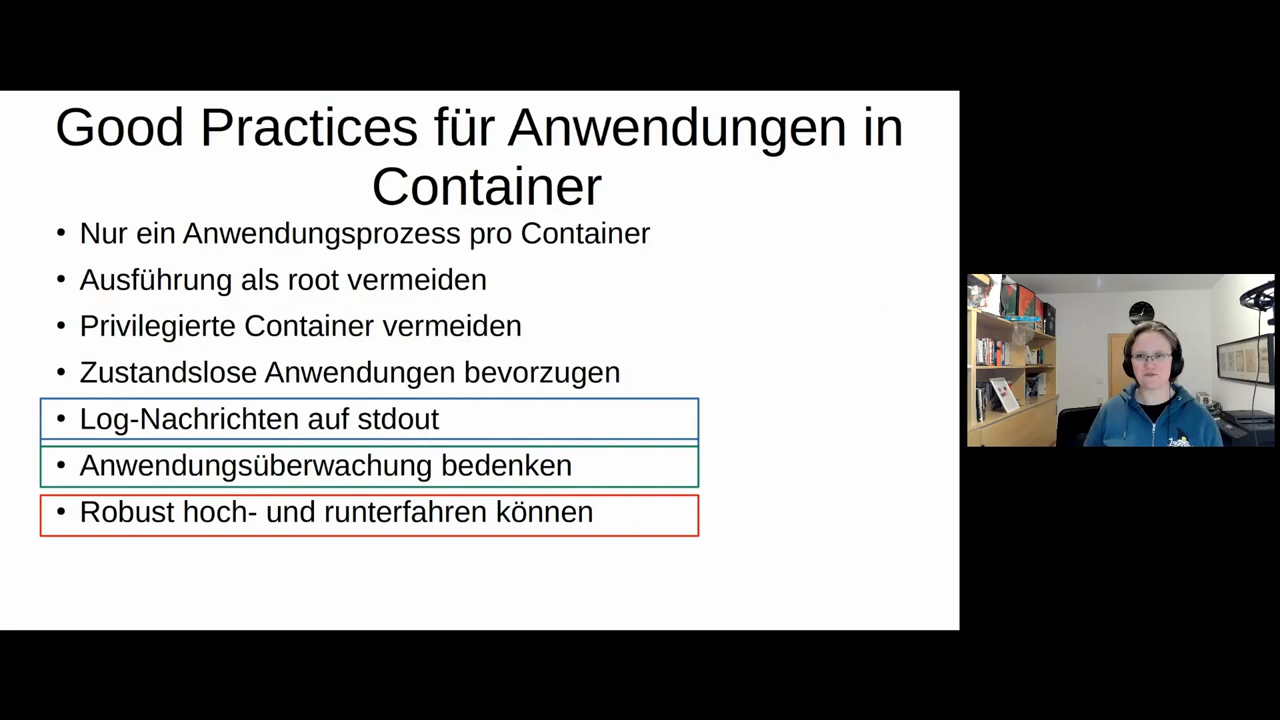 Good Practices für Anwendungen in
Container
• Nur ein Anwendungsprozess pro Container
• Ausführung als root vermeiden
• Privilegierte Container vermeiden
• Zustandslose Anwendungen bevorzugen
• Log-Nachrichten auf stdout
• Anwendungsüberwachung bedenken
• Robust hoch- und runterfahren können